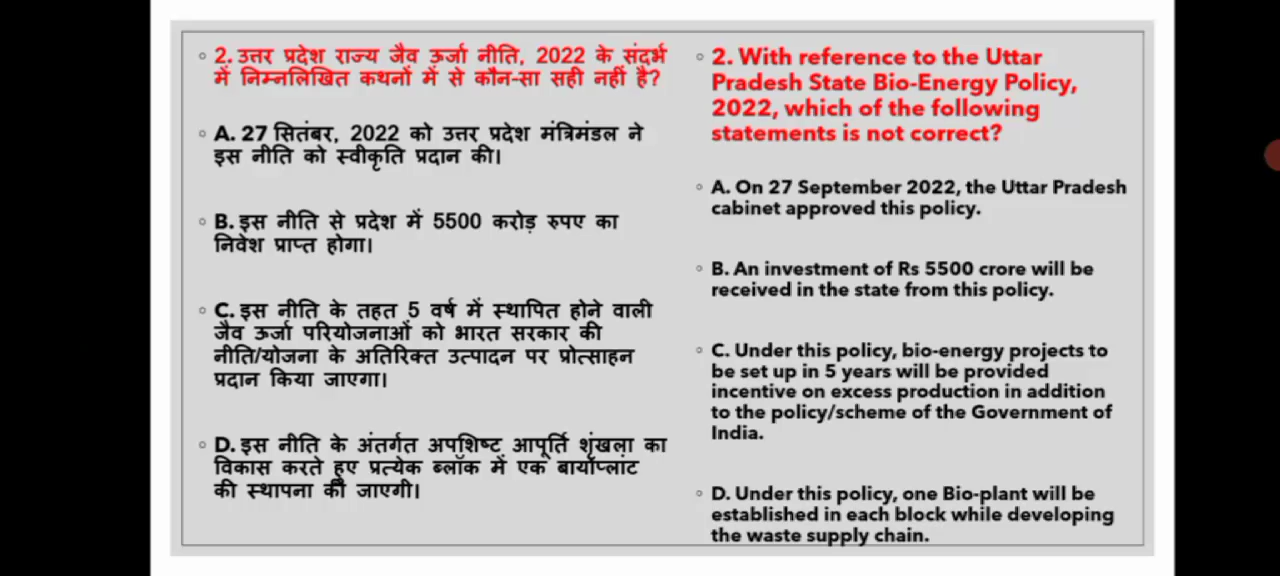 2. उत्तर प्रदेश राज्य जैव ऊर्जा नीति, 2022 के संदर्भ
में निम्नलिखित कथनों में से कौन-सा सही नहीं है?
A. 27 सितंबर, 2022 को उत्तर प्रदेश मंत्रिमंडल ने
इस नीति को स्वीकृति प्रदान की।
B. इस नीति से प्रदेश में 5500 करोड़ रुपए का
निवेश प्राप्त होगा।
C. इस नीति के तहत 5 वर्ष में स्थापित होने वाली
जैव ऊर्जा परियोजनाओं को भारत सरकार की
नीति/योजना के अतिरिक्त उत्पादन पर प्रोत्साहन
प्रदान किया जाएगा।
D. इस नीति के अंतर्गत अपशिष्ट आपूर्ति शृंखला का
विकास करते हुए प्रत्येक ब्लॉक में एक बायोप्लांट
की स्थापना की जाएगी।
2. With reference to the Uttar
Pradesh State Bio-Energy Policy,
2022, which of the following
statements is not correct?
A. On 27 September 2022, the Uttar Pradesh
cabinet approved this policy.
B. An investment of Rs 5500 crore will be
received in the state from this policy.
C. Under this policy, bio-energy projects to
be set up in 5 years will be provided
incentive on excess production in addition
to the policy/scheme of the Government of
India.
D. Under this policy, one Bio-plant will be
established in each block while developing
the waste supply chain.